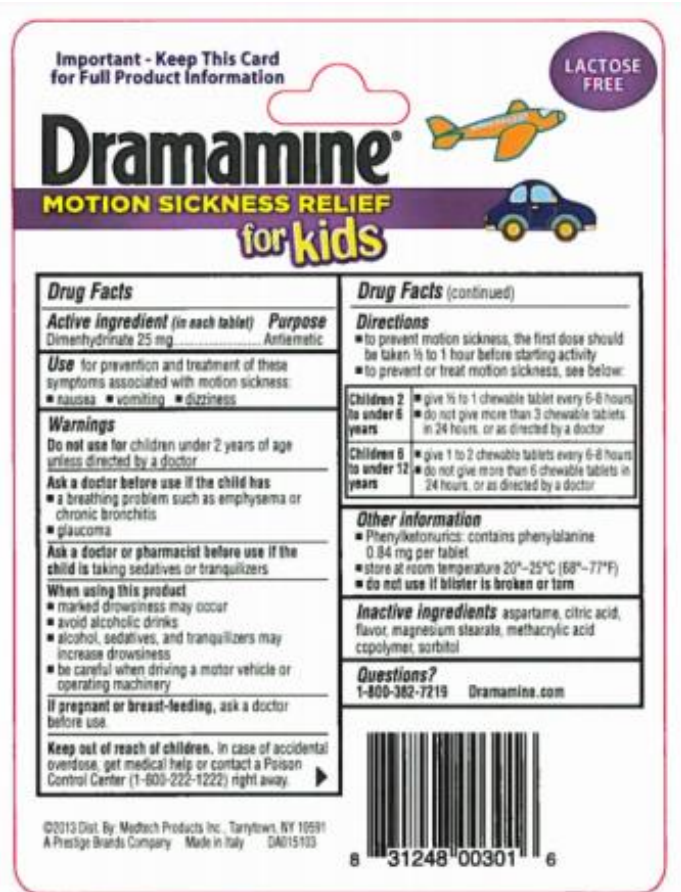 Important - Keep This Card
for Full Product Information
LACTOSE
FREE
Dramamine®
MOTION SICKNESS RELIEF
for kids
Drug Facts
Active ingredient (in each tablet) Purpose
Dimenhydrinate 25 mg......................Antiemetic
Use for prevention and treatment of these
symptoms associated with motion sickness:
■ nausea ■ vomiting ■ dizziness
Warnings
Do not use for children under 2 years of age
unless directed by a doctor
Ask a doctor before use if the child has
■ a breathing problem such as emphysema or
chronic bronchitis
■ glaucoma
Ask a doctor or pharmacist before use if the
child is taking sedatives or tranquilizers
When using this product
■ marked drowsiness may occur
■ avoid alcoholic drinks
■ alcohol, sedatives, and tranquilizers may
increase drowsiness
■ be careful when driving a motor vehicle or
operating machinery
If pregnant or breast-feeding, ask a doctor
before use.
Keep out of reach of children. In case of accidental
overdose, get medical help or contact a Poison
Control Center (1-800-222-1222) right away.
Drug Facts (continued)
Directions
■ to prevent motion sickness, the first dose should
be taken ½ to 1 hour before starting activity
■ to prevent or treat motion sickness, see below:
Children 2
to under 6
years
■ give ½ to 1 chewable tablet every 6-8 hours
■ do not give more than 3 chewable tablets
in 24 hours, or as directed by a doctor
Children 6
to under 12
years
■ give 1 to 2 chewable tablets every 6-8 hours
■ do not give more than 6 chewable tablets in
24 hours, or as directed by a doctor
Other information
■ Phenylketonurics: contains phenylalanine
0.84 mg per tablet
■ store at room temperature 20°–25°C (68°–77°F)
■ do not use if blister is broken or torn
Inactive ingredients aspartame, citric acid,
flavor, magnesium stearate, methacrylic acid
copolymer, sorbitol
Questions?
1-800-382-7219 Dramamine.com
©2013 Dist. By: Medtech Products Inc., Tarrytown, NY 10591
A Prestige Brands Company Made in Italy DA015103
8 31248 00301 6